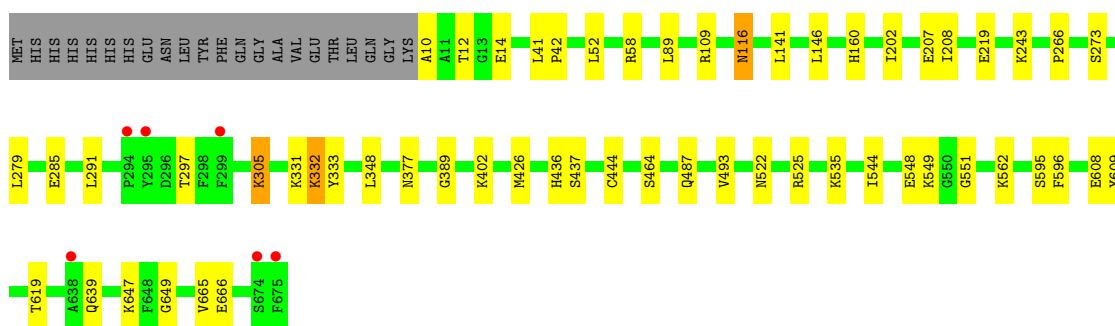 MET HIS HIS HIS HIS HIS HIS GLU ASN LEU TYR PHE GLN GLY ALA VAL GLU THR LEU GLN GLY LYS A10 A11 T12 G13 E14 L41 P42 L52 R58 L89 R109 N116 L141 L146 H160 I202 E207 I208 E219 K243 P266 S273
L279 E285 L291 P294 Y295 D296 T297 F298 F299 K305 K331 K332 Y333 L348 N377 G389 K402 M426 H436 S437 C444 S464 Q487 V493 N522 R525 K535 I544 E548 K549 G550 G551 K562 S595 F596 E608
T619 A638 Q639 K647 F648 G649 V665 E666 S674 F675